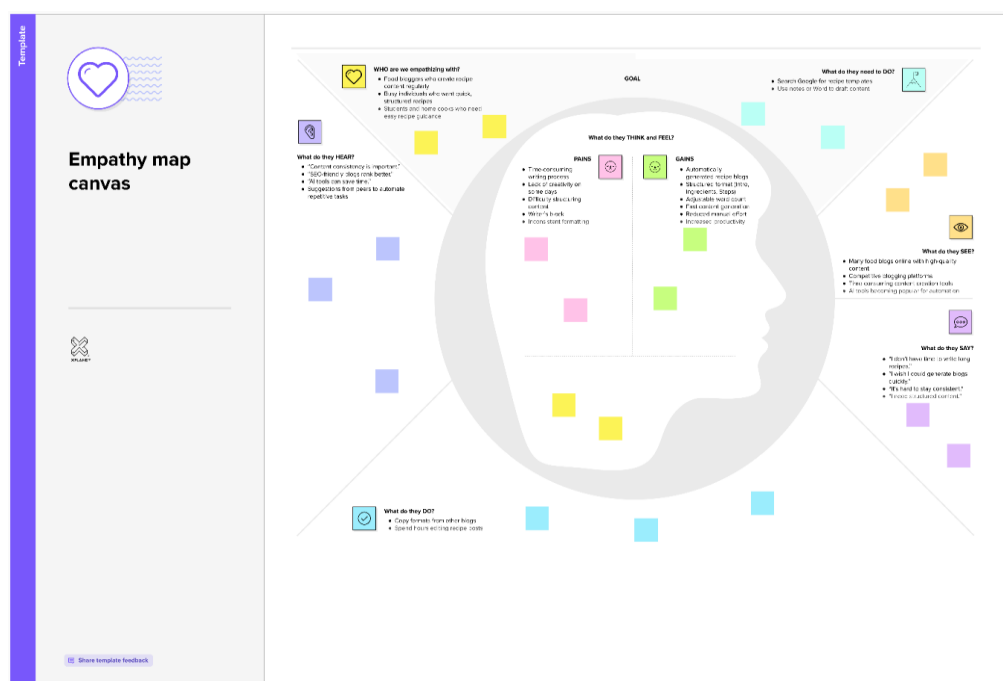 Template
Empathy map
canvas
XPLANE
Share template feedback
WHO are we empathizing with?
• Food bloggers who create recipe
content regularly
• Busy individuals who want quick,
structured recipes
• Students and home cooks who need
easy recipe guidance
GOAL
What do they need to DO?
• Search Google for recipe templates
• Use notes or Word to draft content
What do they HEAR?
• "Content consistency is important."
• "SEO-friendly blogs rank better."
• "AI tools can save time."
• Suggestions from peers to automate
repetitive tasks
What do they THINK and FEEL?
PAINS
• Time-consuming
writing process
• Lack of creativity on
some days
• Difficulty structuring
content
• Writer's block
• Inconsistent formatting
GAINS
• Automatically
generated recipe blogs
• Structured format (Intro,
Ingredients, Steps)
• Adjustable word count
• Fast content generation
• Reduced manual effort
• Increased productivity
What do they SEE?
• Many food blogs online with high-quality
content
• Competitive blogging platforms
• Time-consuming content creation tools
• AI tools becoming popular for automation
What do they SAY?
• "I don't have time to write long
recipes."
• "I wish I could generate blogs
quickly."
• "It's hard to stay consistent."
• "I need structured content."
What do they DO?
• Copy formats from other blogs
• Spend hours editing recipe posts